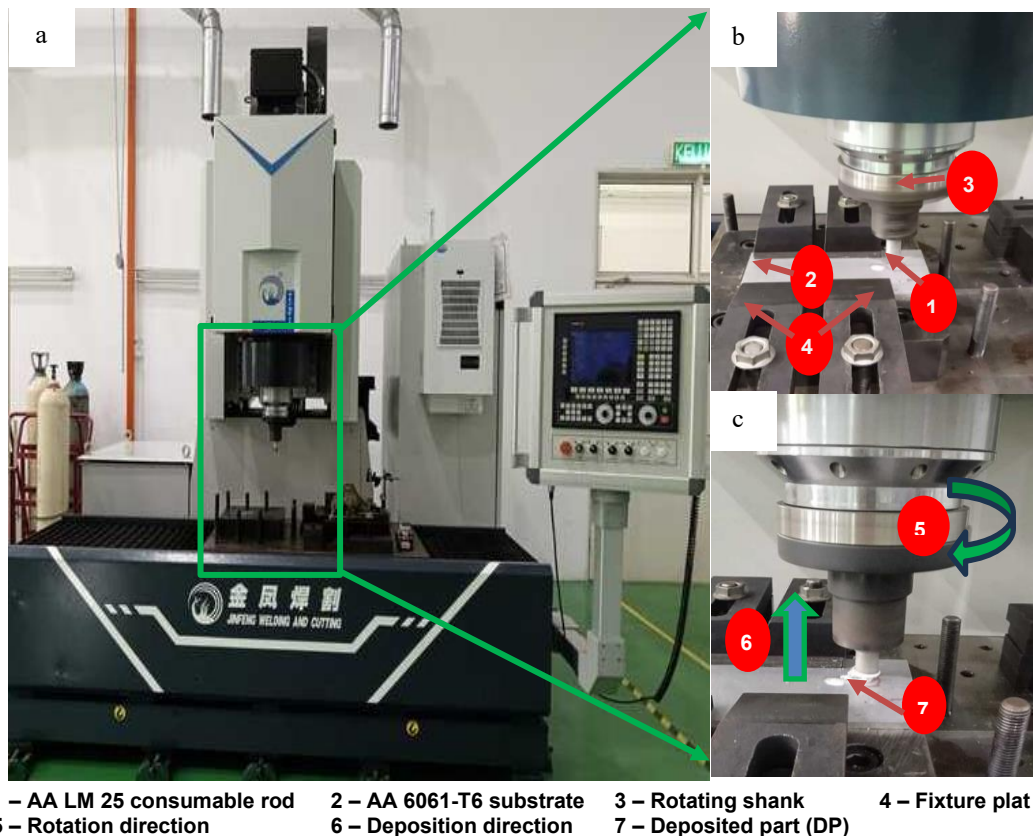 a
b
KELU
3
2
1
4
c
5
6
7
金凤焊割
JINFENG WELDING AND CUTTING
– AA LM 25 consumable rod 2 – AA 6061-T6 substrate 3 – Rotating shank 4 – Fixture plat
5 – Rotation direction 6 – Deposition direction 7 – Deposited part (DP)